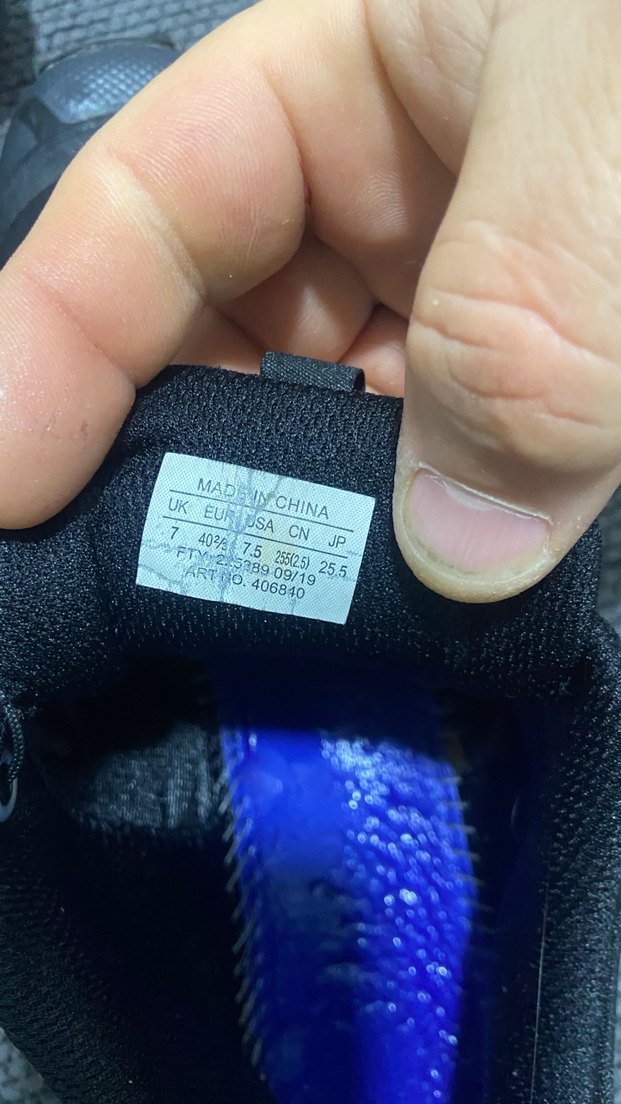 MADE IN CHINA
UK EUR USA CN JP
7 40⅔ 7.5 255(2.5) 25.5
FTY. 09/19
ART NO. 406840